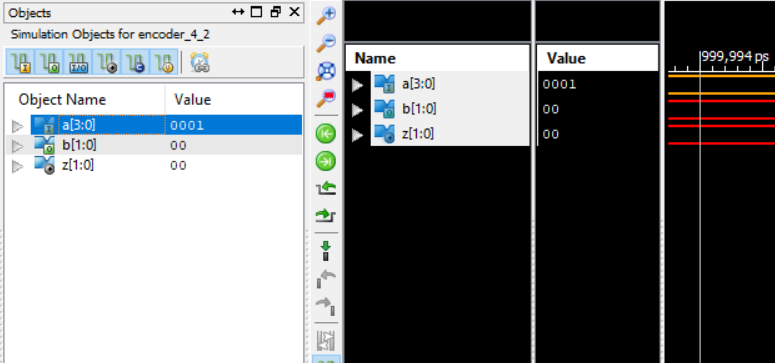 Objects
Simulation Objects for encoder_4_2
Object Name Value
a[3:0] 0001
b[1:0] 00
z[1:0] 00
Name Value
a[3:0] 0001
b[1:0] 00
z[1:0] 00
999,994 ps